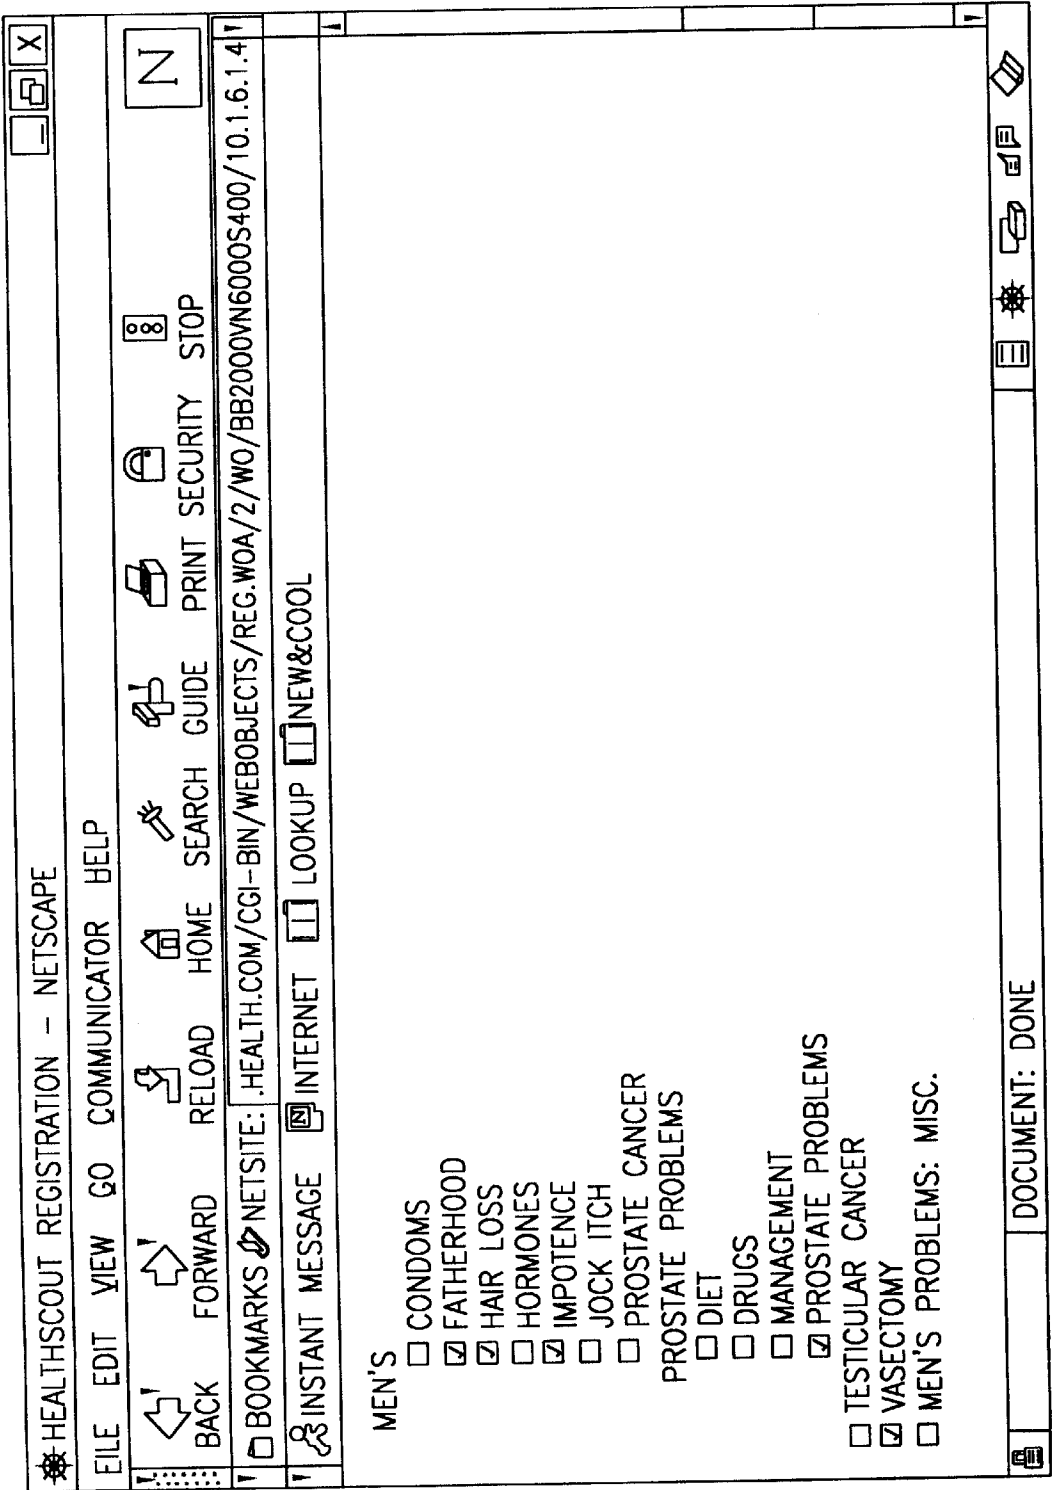 HEALTHSCOUT REGISTRATION – NETSCAPE
FILE EDIT VIEW GO COMMUNICATOR HELP
BACK FORWARD RELOAD HOME SEARCH GUIDE PRINT SECURITY STOP
N
BOOKMARKS NETSITE: .HEALTH.COM/CGI-BIN/WEBOBJECTS/REG.WOA/2/WO/BB2000VN6000S400/10.1.6.1.4
INSTANT MESSAGE N INTERNET LOOKUP NEW&COOL
MEN'S
CONDOMS
FATHERHOOD
HAIR LOSS
HORMONES
IMPOTENCE
JOCK ITCH
PROSTATE CANCER
PROSTATE PROBLEMS
DIET
DRUGS
MANAGEMENT
PROSTATE PROBLEMS
TESTICULAR CANCER
VASECTOMY
MEN'S PROBLEMS: MISC.
DOCUMENT: DONE